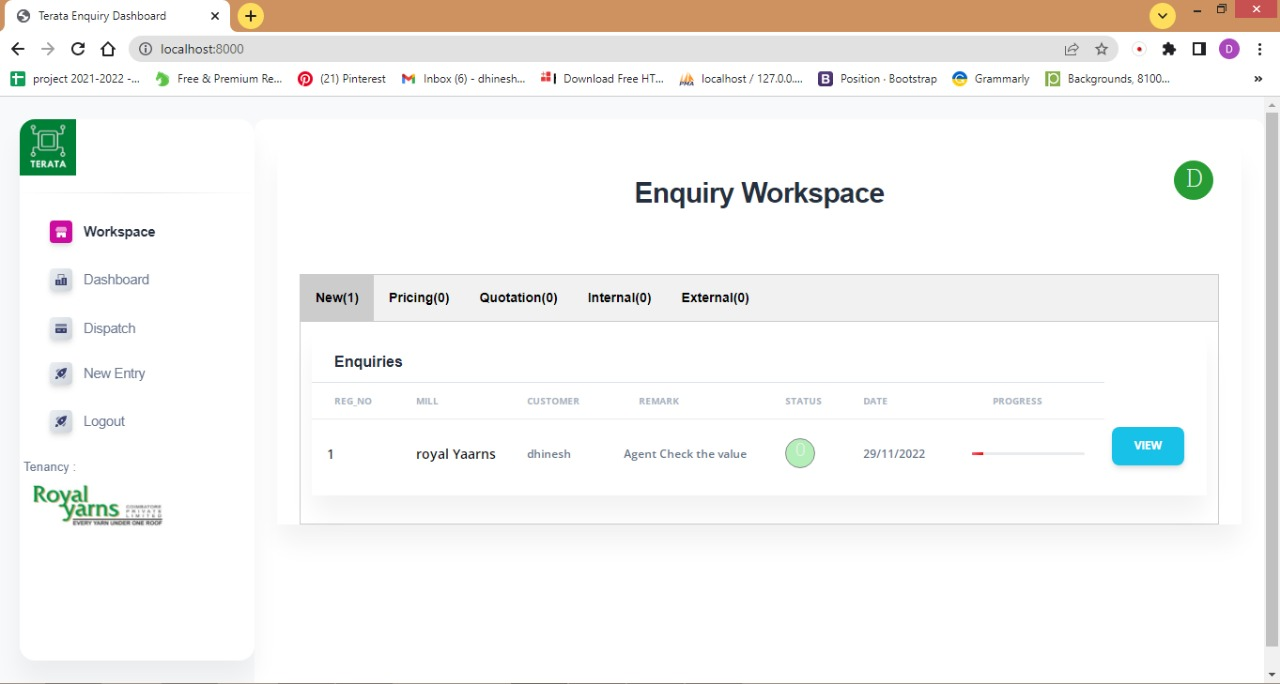 Terata Enquiry Dashboard
localhost:8000
project 2021-2022 -... Free & Premium Re... (21) Pinterest Inbox (6) - dhinesh... Download Free HT... localhost / 127.0.0.... Position · Bootstrap Grammarly Backgrounds, 8100... »
TERATA
D
Enquiry Workspace
D
Workspace
Dashboard
Dispatch
New Entry
Logout
Tenancy :
Royal
yarns COIMBATORE PRIVATE LIMITED
EVERY YARN UNDER ONE ROOF
New(1) Pricing(0) Quotation(0) Internal(0) External(0)
Enquiries
REG_NO MILL CUSTOMER REMARK STATUS DATE PROGRESS
1 royal Yaarns dhinesh Agent Check the value 0 29/11/2022 VIEW